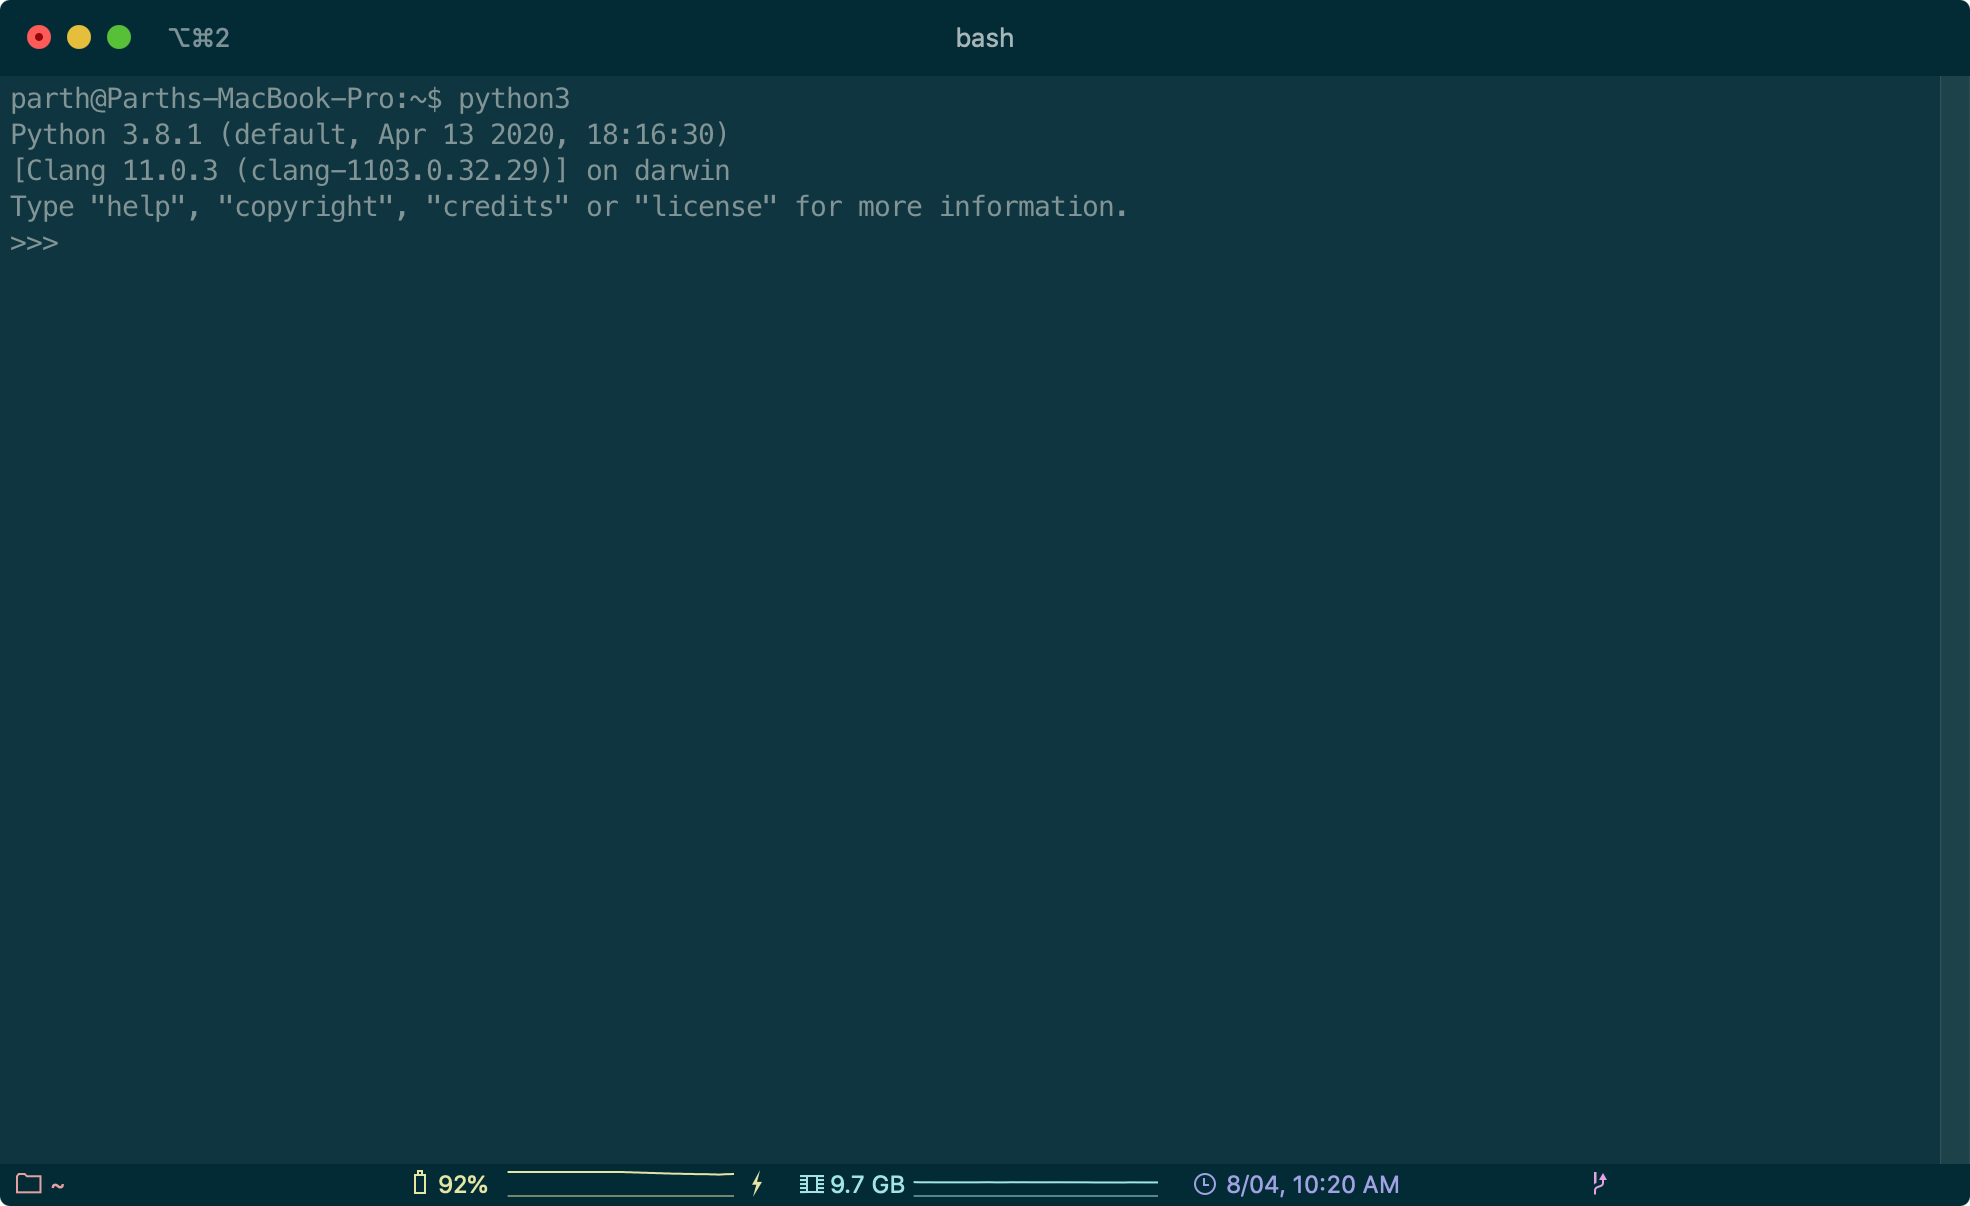 ⌥⌘2
bash
parth@Parths-MacBook-Pro:~$ python3
Python 3.8.1 (default, Apr 13 2020, 18:16:30)
[Clang 11.0.3 (clang-1103.0.32.29)] on darwin
Type "help", "copyright", "credits" or "license" for more information.
>>>
~ 92% 9.7 GB 8/04, 10:20 AM